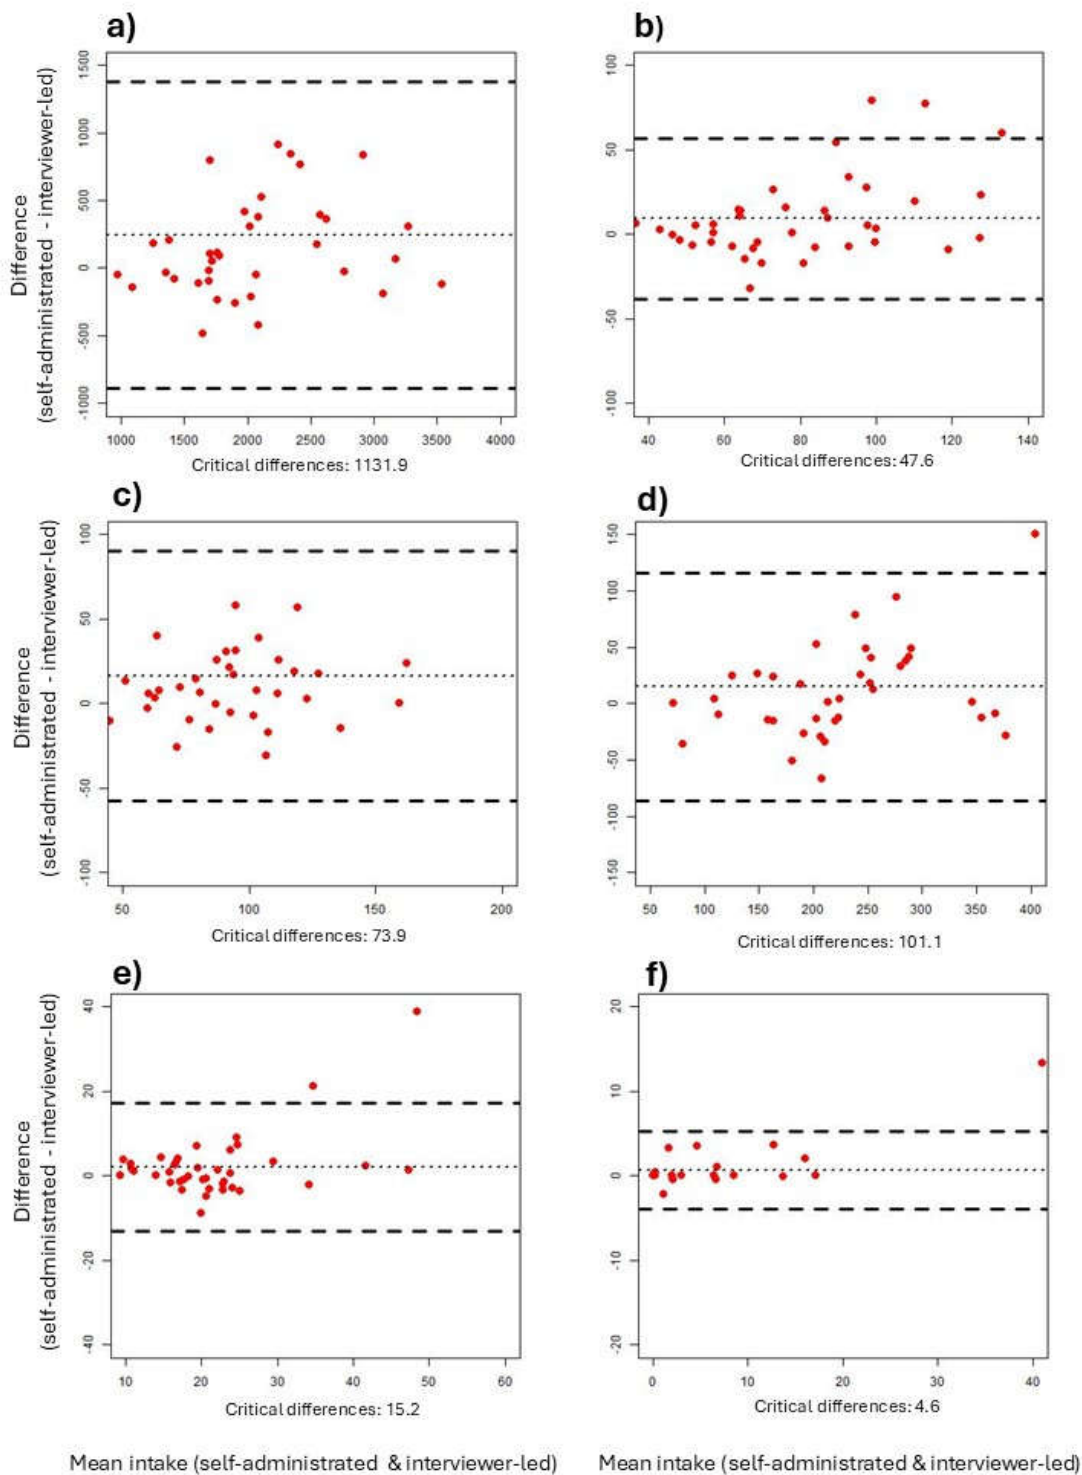 a)
b)
Difference
(self-administrated - interviewer-led)
1500
1000
500
0
-500
-1000
1000 1500 2000 2500 3000 3500 4000
Critical differences: 1131.9
100
50
0
-50
-100
40 60 80 100 120 140
Critical differences: 47.6
c)
d)
Difference
(self-administrated - interviewer-led)
100
50
0
-50
-100
50 100 150 200
Critical differences: 73.9
150
100
50
0
-50
-100
-150
50 100 150 200 250 300 350 400
Critical differences: 101.1
e)
f)
Difference
(self-administrated - interviewer-led)
40
20
0
-20
-40
10 20 30 40 50 60
Critical differences: 15.2
20
10
0
-10
-20
0 10 20 30 40
Critical differences: 4.6
Mean intake (self-administrated & interviewer-led)
Mean intake (self-administrated & interviewer-led)